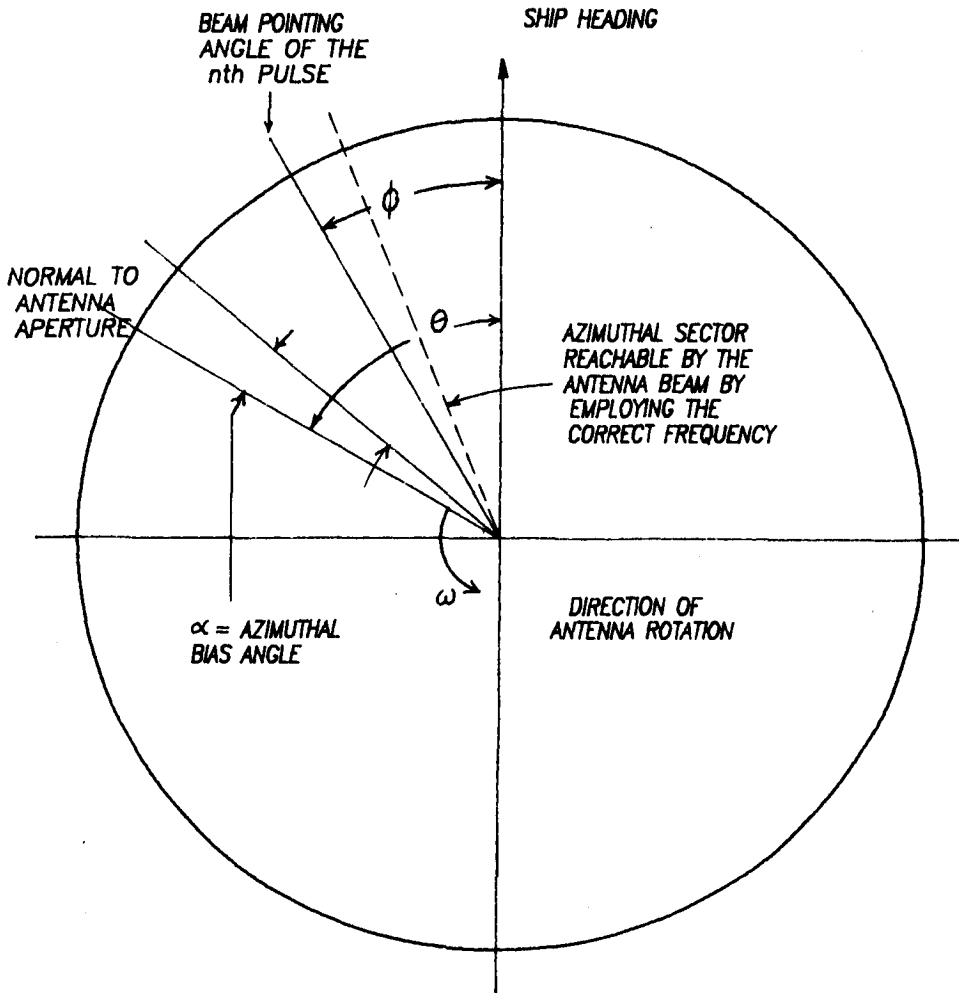 SHIP HEADING
BEAM POINTING
ANGLE OF THE
nth PULSE
ϕ
NORMAL TO
ANTENNA
APERTURE
θ
AZIMUTHAL SECTOR
REACHABLE BY THE
ANTENNA BEAM BY
EMPLOYING THE
CORRECT FREQUENCY
ω
DIRECTION OF
ANTENNA ROTATION
α = AZIMUTHAL
BIAS ANGLE